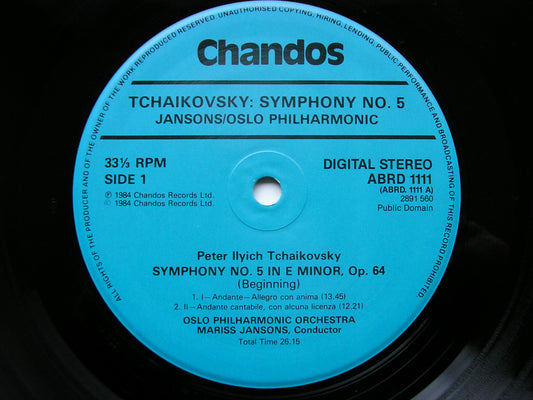 ALL RIGHTS OF THE PRODUCER AND OF THE OWNER OF THE WORK REPRODUCED RESERVED. UNAUTHORISED COPYING, HIRING, LENDING, PUBLIC PERFORMANCE AND BROADCASTING OF THIS RECORD PROHIBITED
Chandos
TCHAIKOVSKY: SYMPHONY NO. 5
JANSONS/OSLO PHILHARMONIC
33⅓ RPM
SIDE 1
℗ 1984 Chandos Records Ltd.
© 1984 Chandos Records Ltd.
DIGITAL STEREO
ABRD 1111
(ABRD. 1111 A)
2891 560
Public Domain
Peter Ilyich Tchaikovsky
SYMPHONY NO. 5 IN E MINOR, Op. 64
(Beginning)
1. I—Andante—Allegro con anima (13.45)
2. II—Andante cantabile, con alcuna licenza (12.21)
OSLO PHILHARMONIC ORCHESTRA
MARISS JANSONS, Conductor
Total Time 26.15